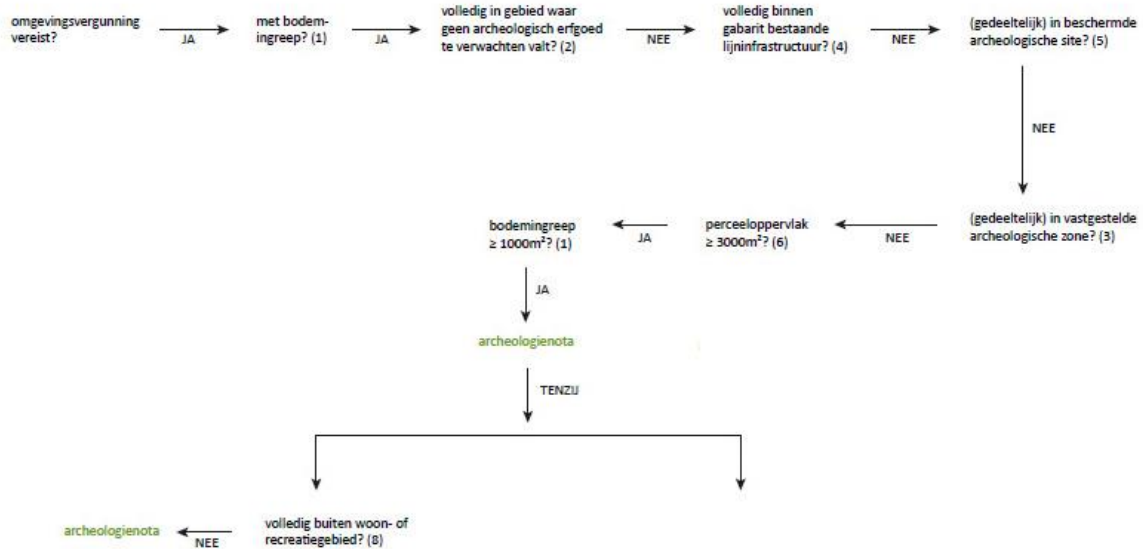 omgevingsvergunning
vereist?
JA
met bodem-
ingreep? (1)
JA
volledig in gebied waar
geen archeologisch erfgoed
te verwachten valt? (2)
NEE
volledig binnen
gabarit bestaande
lijninfrastructuur? (4)
NEE
(gedeeltelijk) in beschermde
archeologische site? (5)
NEE
(gedeeltelijk) in vastgestelde
archeologische zone? (3)
NEE
perceeloppervlak
≥ 3000m²? (6)
JA
bodemingreep
≥ 1000m²? (1)
JA
archeologienota
TENZIJ
volledig buiten woon- of
recreatiegebied? (8)
NEE
archeologienota